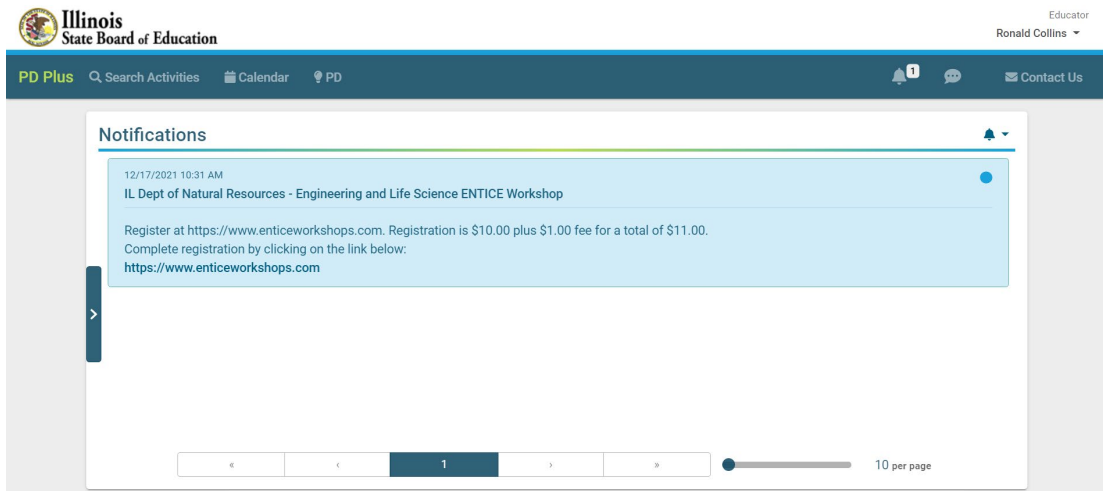 Illinois
State Board of Education
Educator
Ronald Collins
PD Plus Search Activities Calendar PD 1 Contact Us
Notifications
12/17/2021 10:31 AM
IL Dept of Natural Resources - Engineering and Life Science ENTICE Workshop
Register at https://www.enticeworkshops.com. Registration is $10.00 plus $1.00 fee for a total of $11.00.
Complete registration by clicking on the link below:
https://www.enticeworkshops.com
« ‹ 1 › » 10 per page